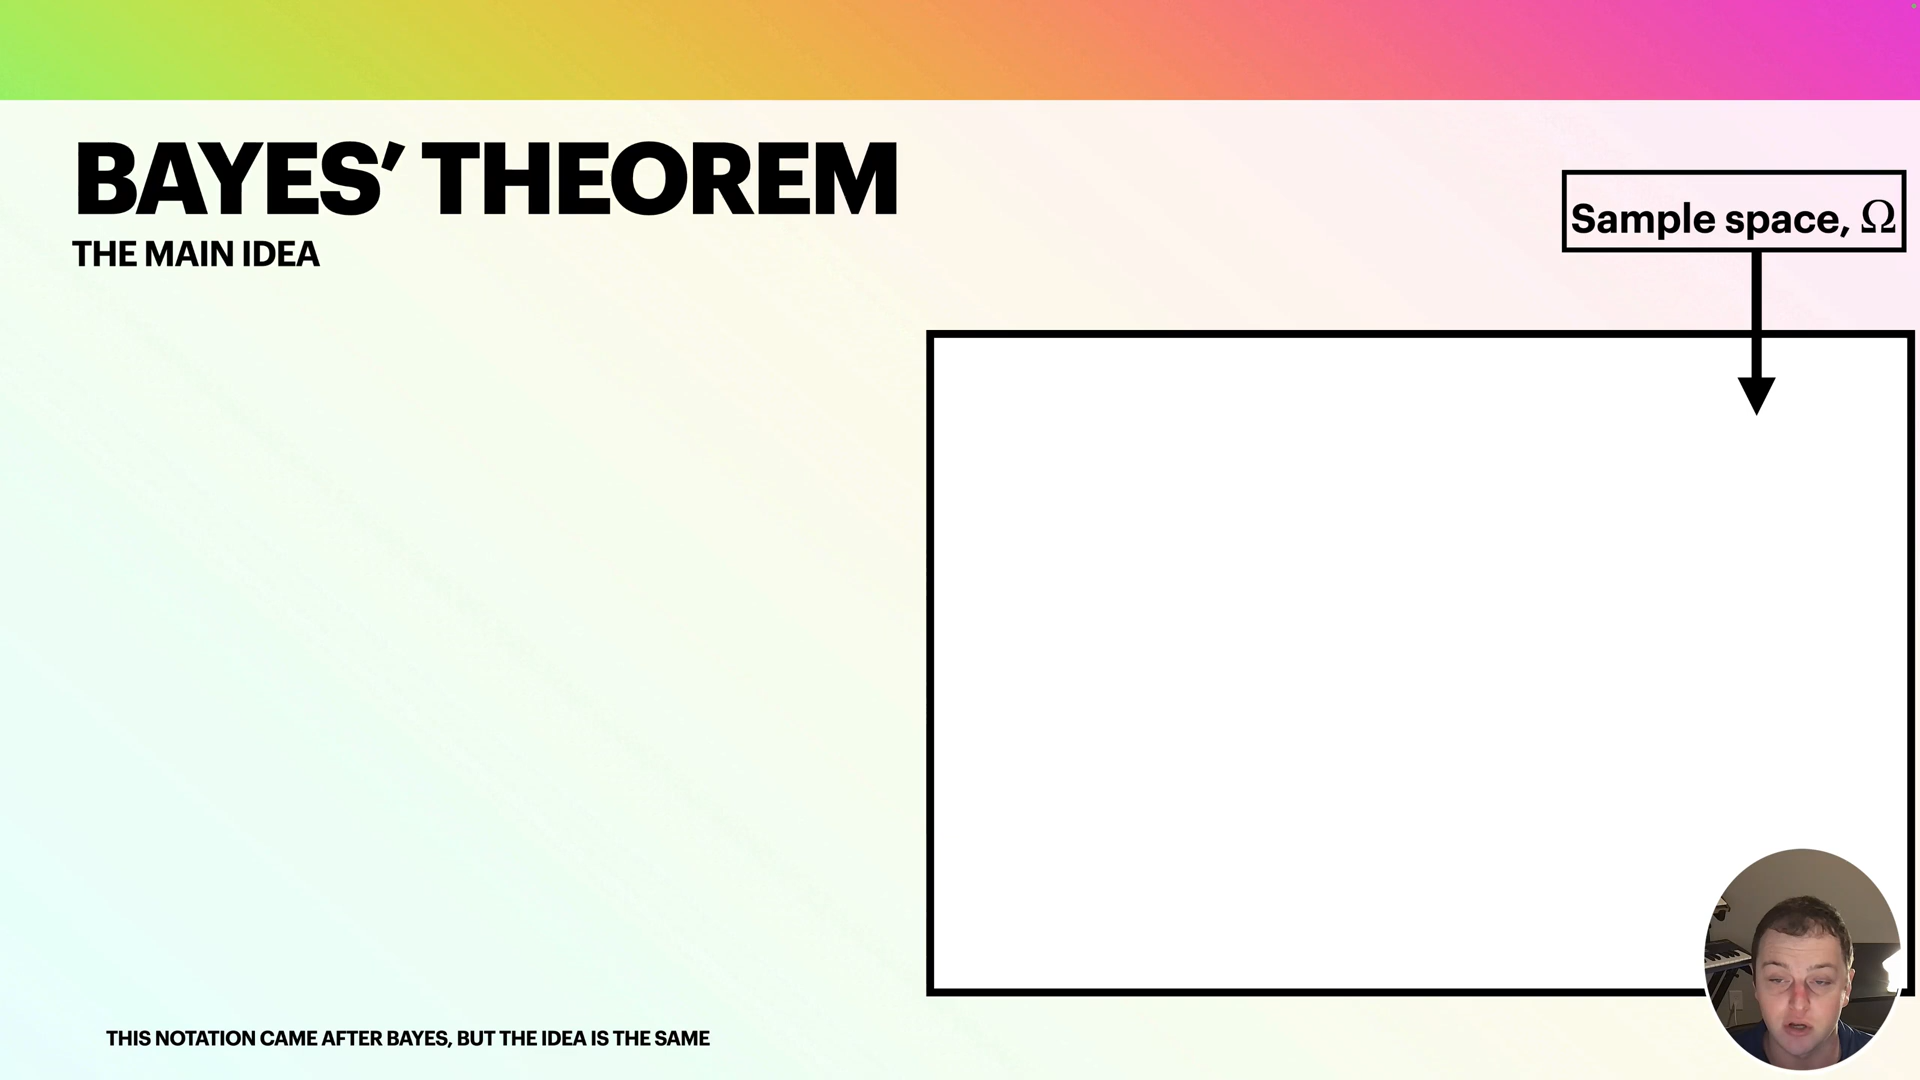 BAYES’ THEOREM
THE MAIN IDEA
Sample space, Ω
THIS NOTATION CAME AFTER BAYES, BUT THE IDEA IS THE SAME